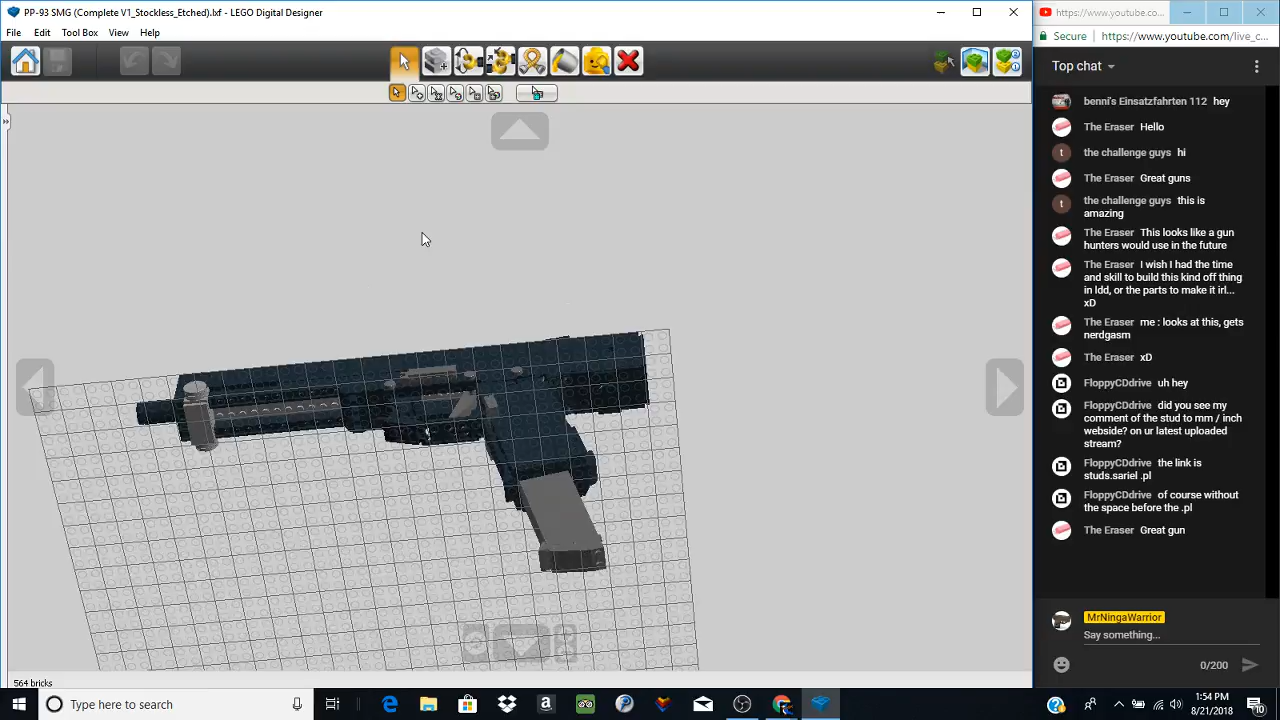 PP-93 SMG (Complete V1_Stockless_Etched).lxf - LEGO Digital Designer
https://www.youtube.com/...
File Edit Tool Box View Help
Secure https://www.youtube.com/live_c...
Top chat
benni's Einsatzfahrten 112 hey
The Eraser Hello
t the challenge guys hi
The Eraser Great guns
t the challenge guys this is
amazing
The Eraser This looks like a gun
hunters would use in the future
The Eraser I wish I had the time
and skill to build this kind off thing
in ldd, or the parts to make it irl...
xD
The Eraser me : looks at this, gets
nerdgasm
The Eraser xD
FloppyCDdrive uh hey
FloppyCDdrive did you see my
comment of the stud to mm / inch
webside? on ur latest uploaded
stream?
FloppyCDdrive the link is
studs.sariel .pl
FloppyCDdrive of course without
the space before the .pl
The Eraser Great gun
MrNingaWarrior
Say something...
0/200
564 bricks
Type here to search
1:54 PM
8/21/2018
10